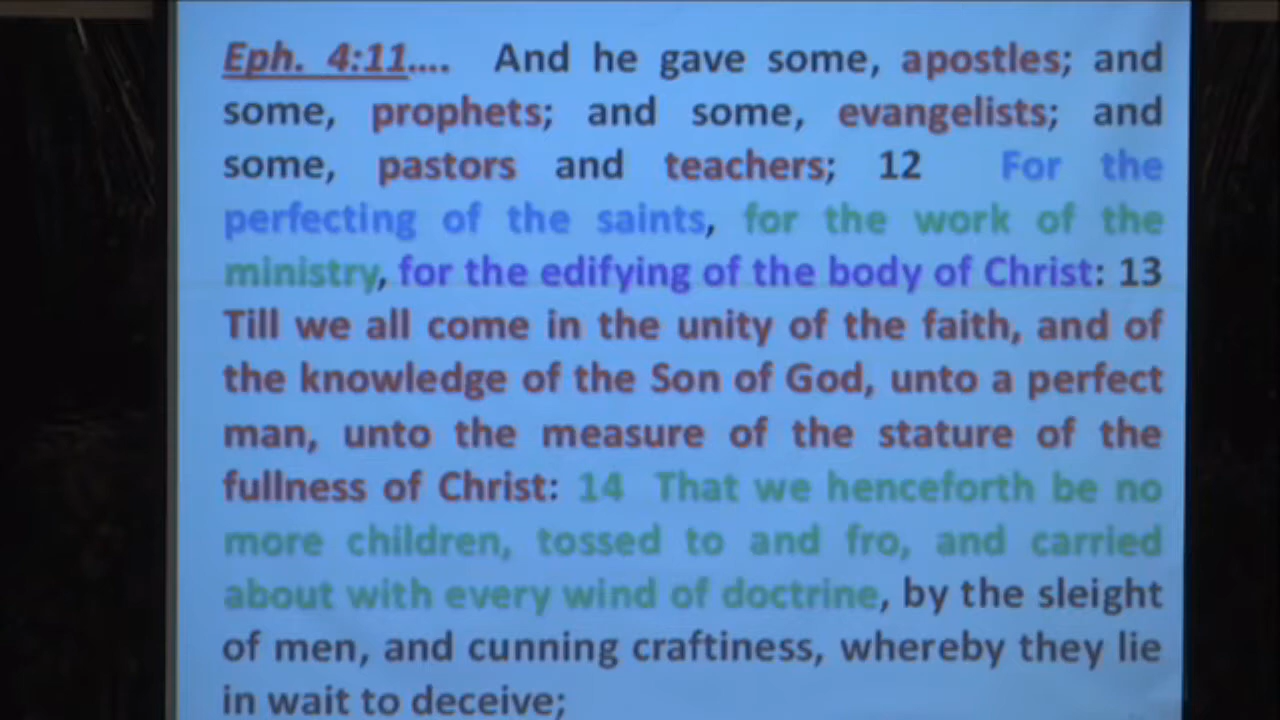 Eph. 4:11.... And he gave some, apostles; and
some, prophets; and some, evangelists; and
some, pastors and teachers; 12 For the
perfecting of the saints, for the work of the
ministry, for the edifying of the body of Christ: 13
Till we all come in the unity of the faith, and of
the knowledge of the Son of God, unto a perfect
man, unto the measure of the stature of the
fullness of Christ: 14 That we henceforth be no
more children, tossed to and fro, and carried
about with every wind of doctrine, by the sleight
of men, and cunning craftiness, whereby they lie
in wait to deceive;